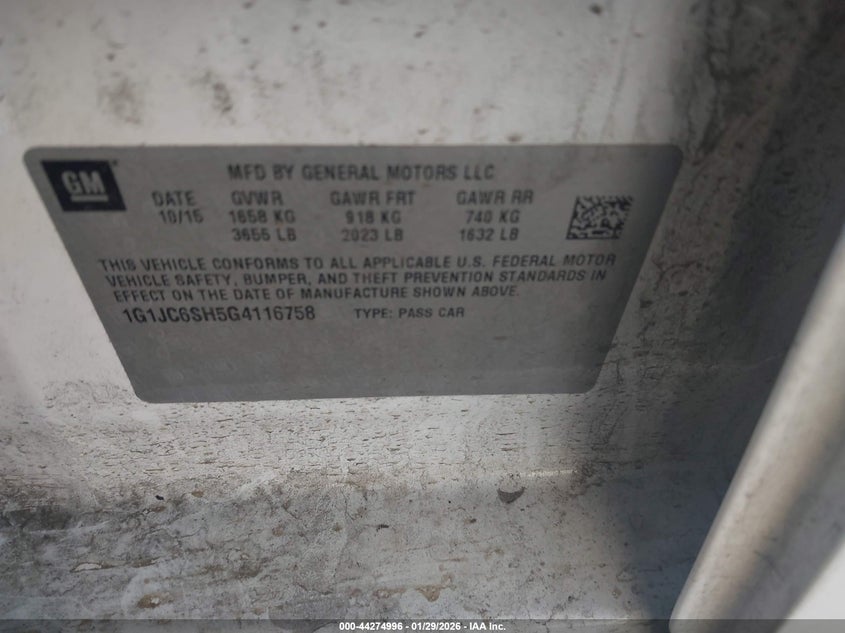 GM
MFD BY GENERAL MOTORS LLC
DATE GVWR GAWR FRT GAWR RR
10/15 1658 KG 918 KG 740 KG
3655 LB 2023 LB 1632 LB
THIS VEHICLE CONFORMS TO ALL APPLICABLE U.S. FEDERAL MOTOR
VEHICLE SAFETY, BUMPER, AND THEFT PREVENTION STANDARDS IN
EFFECT ON THE DATE OF MANUFACTURE SHOWN ABOVE.
1G1JC6SH5G4116758 TYPE: PASS CAR
000-44274996 - 01/29/2026 - IAA Inc.